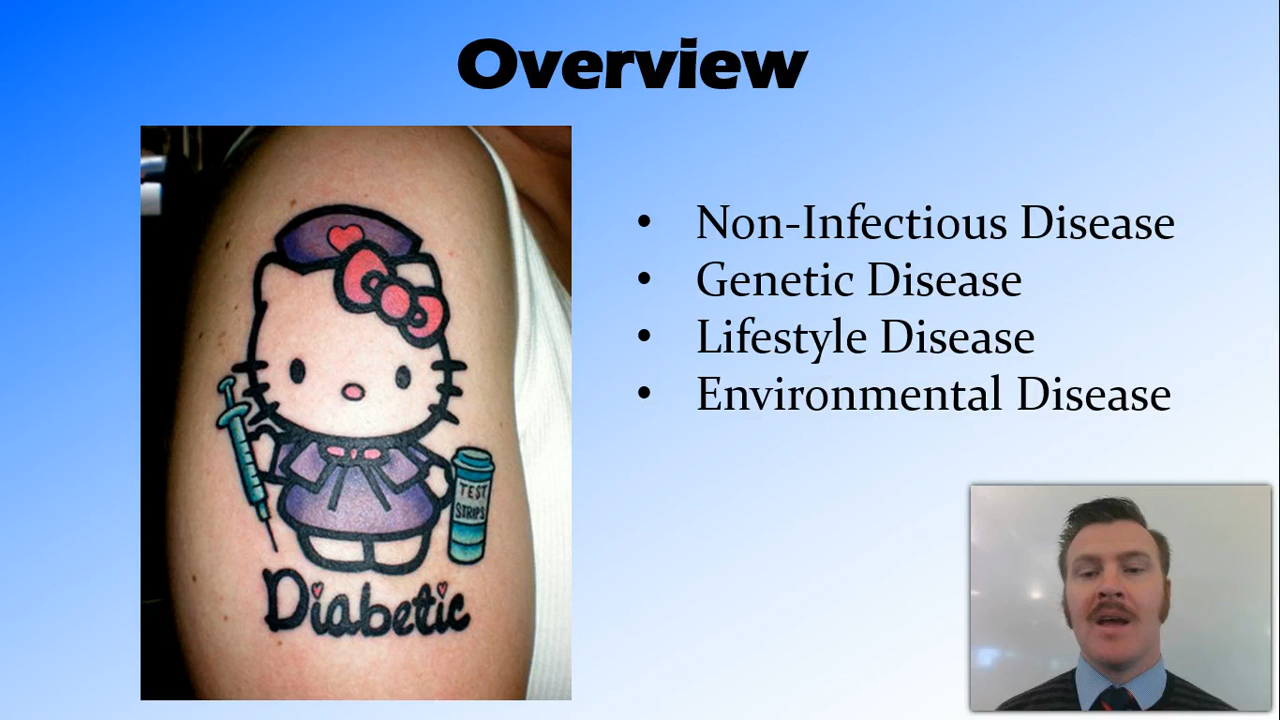 Overview
• Non-Infectious Disease
• Genetic Disease
• Lifestyle Disease
• Environmental Disease
TEST
STRIPS
Diabetic